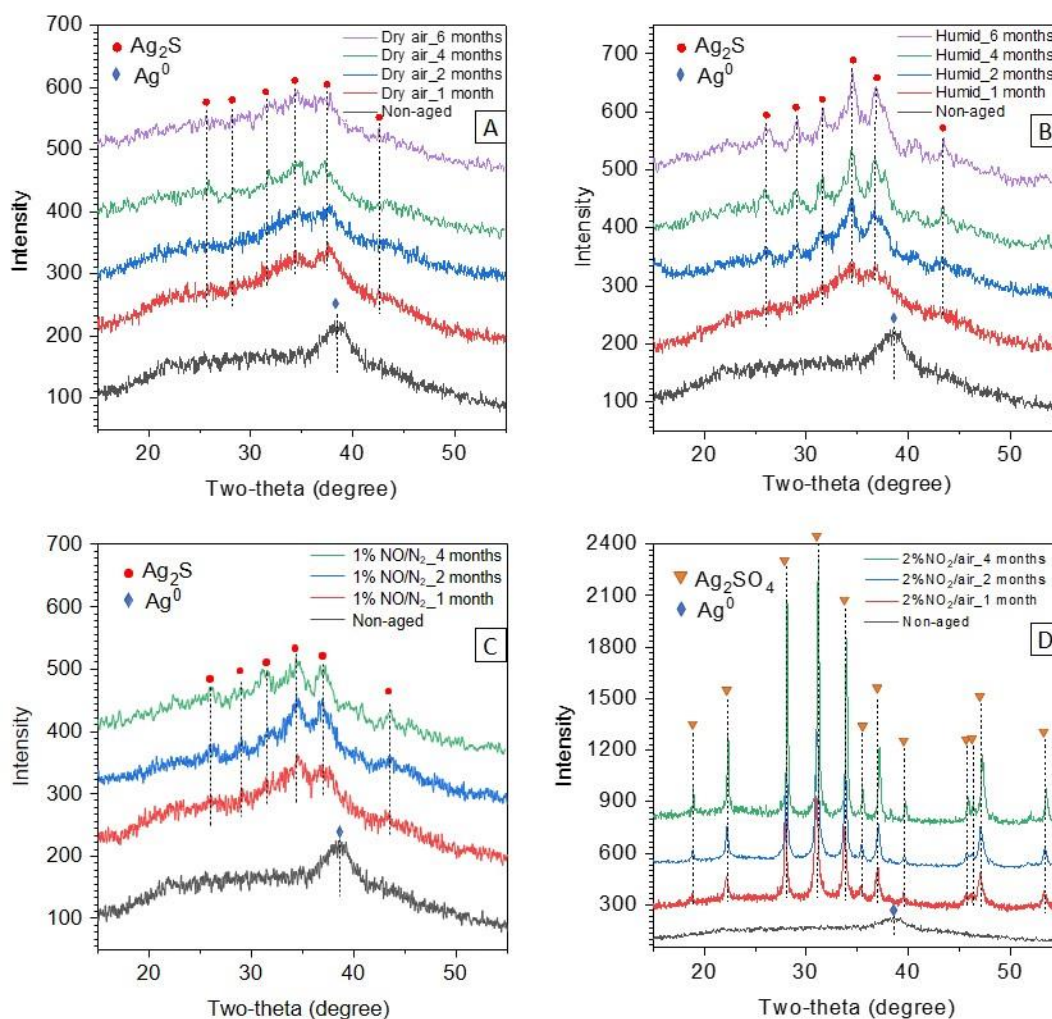 700
600
500
400
300
200
100
Intensity
Ag₂S
Ag⁰
Dry air_6 months
Dry air_4 months
Dry air_2 months
Dry air_1 month
Non-aged
A
20 30 40 50
Two-theta (degree)
700
600
500
400
300
200
100
Intensity
Ag₂S
Ag⁰
Humid_6 months
Humid_4 months
Humid_2 months
Humid_1 month
Non-aged
B
20 30 40 50
Two-theta (degree)
700
600
500
400
300
200
100
Intensity
Ag₂S
Ag⁰
1% NO/N₂_4 months
1% NO/N₂_2 months
1% NO/N₂_1 month
Non-aged
C
20 30 40 50
Two-theta (degree)
2400
2100
1800
1500
1200
900
600
300
Intensity
Ag₂SO₄
Ag⁰
2%NO₂/air_4 months
2%NO₂/air_2 months
2%NO₂/air_1 month
Non-aged
D
20 30 40 50
Two-theta (degree)